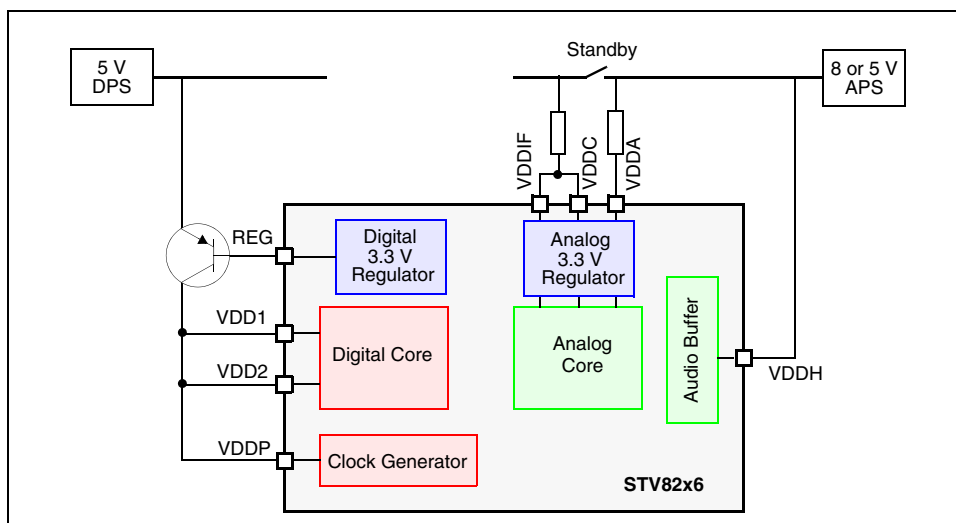 Standby
5 V
DPS
8 or 5 V
APS
VDDIF
VDDC
VDDA
REG
Digital
3.3 V
Regulator
Analog
3.3 V
Regulator
VDD1
VDD2
Digital Core
Analog
Core
Audio Buffer
VDDH
VDDP
Clock Generator
STV82x6